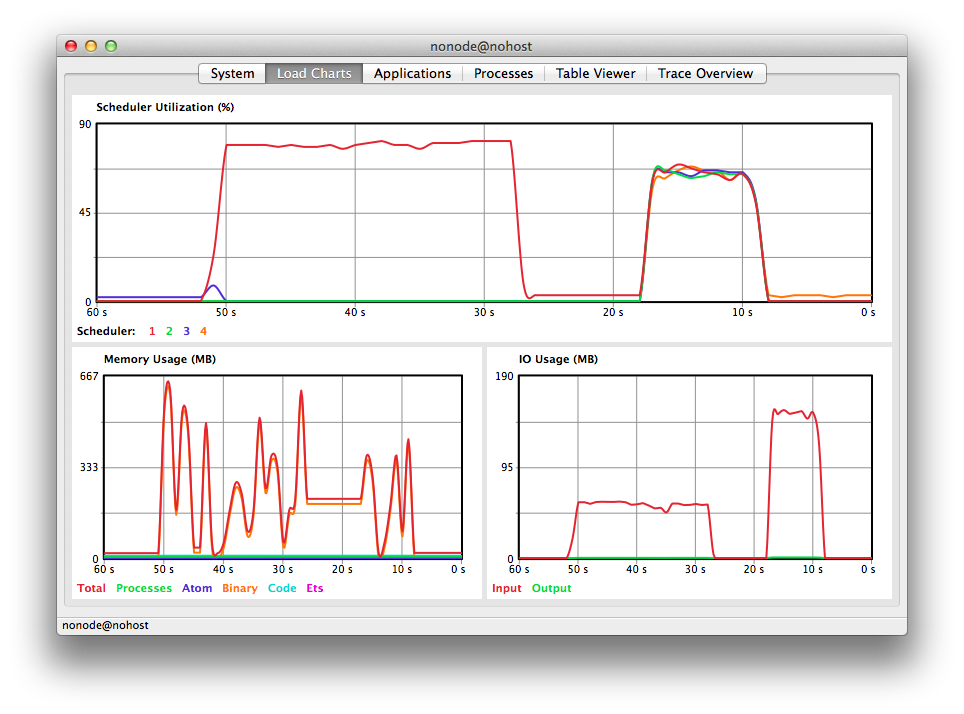 nonode@nohost
System Load Charts Applications Processes Table Viewer Trace Overview
Scheduler Utilization (%)
90
45
0
60 s 50 s 40 s 30 s 20 s 10 s 0 s
Scheduler: 1 2 3 4
Memory Usage (MB)
667
333
0
60 s 50 s 40 s 30 s 20 s 10 s 0 s
Total Processes Atom Binary Code Ets
IO Usage (MB)
190
95
0
60 s 50 s 40 s 30 s 20 s 10 s 0 s
Input Output
nonode@nohost